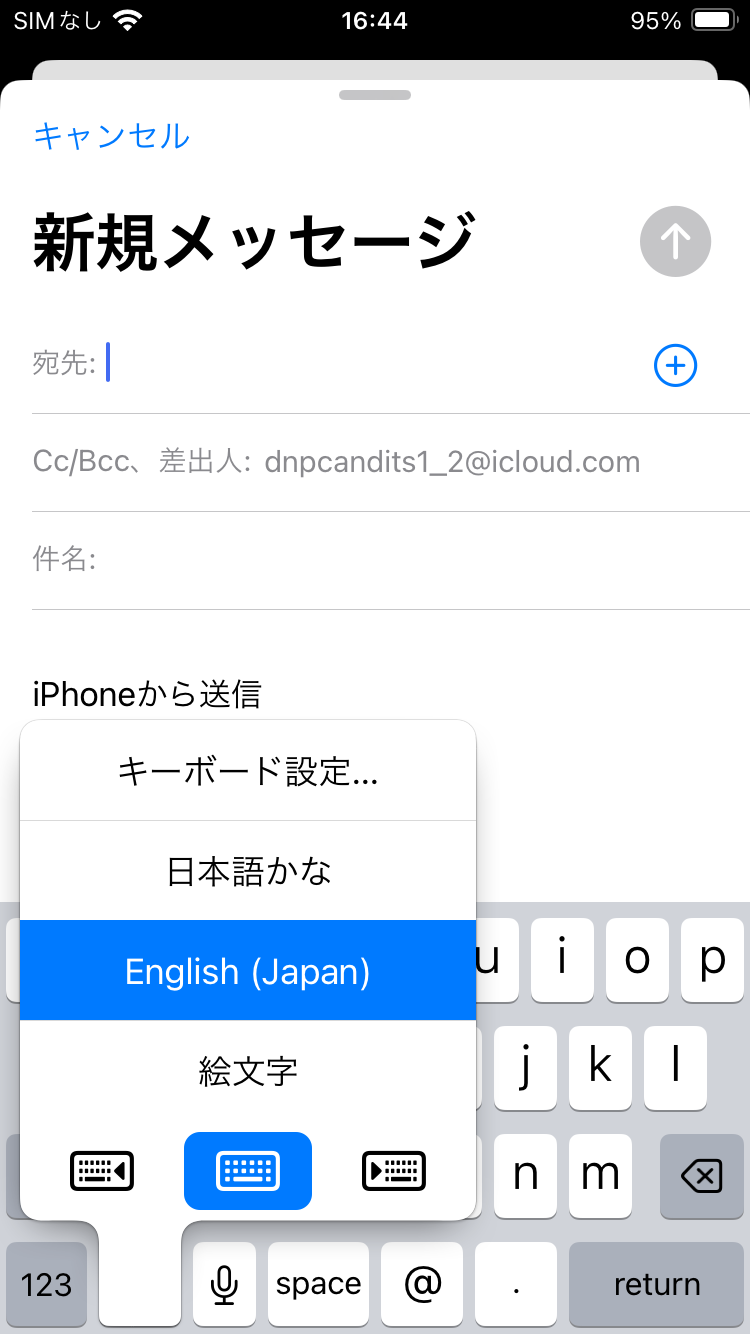 SIMなし 16:44 95%
キャンセル
新規メッセージ
宛先:
Cc/Bcc、差出人: dnpcandits1_2@icloud.com
件名:
iPhoneから送信
キーボード設定...
日本語かな
English (Japan)
絵文字
u i o p
j k l
n m
123 space @ . return